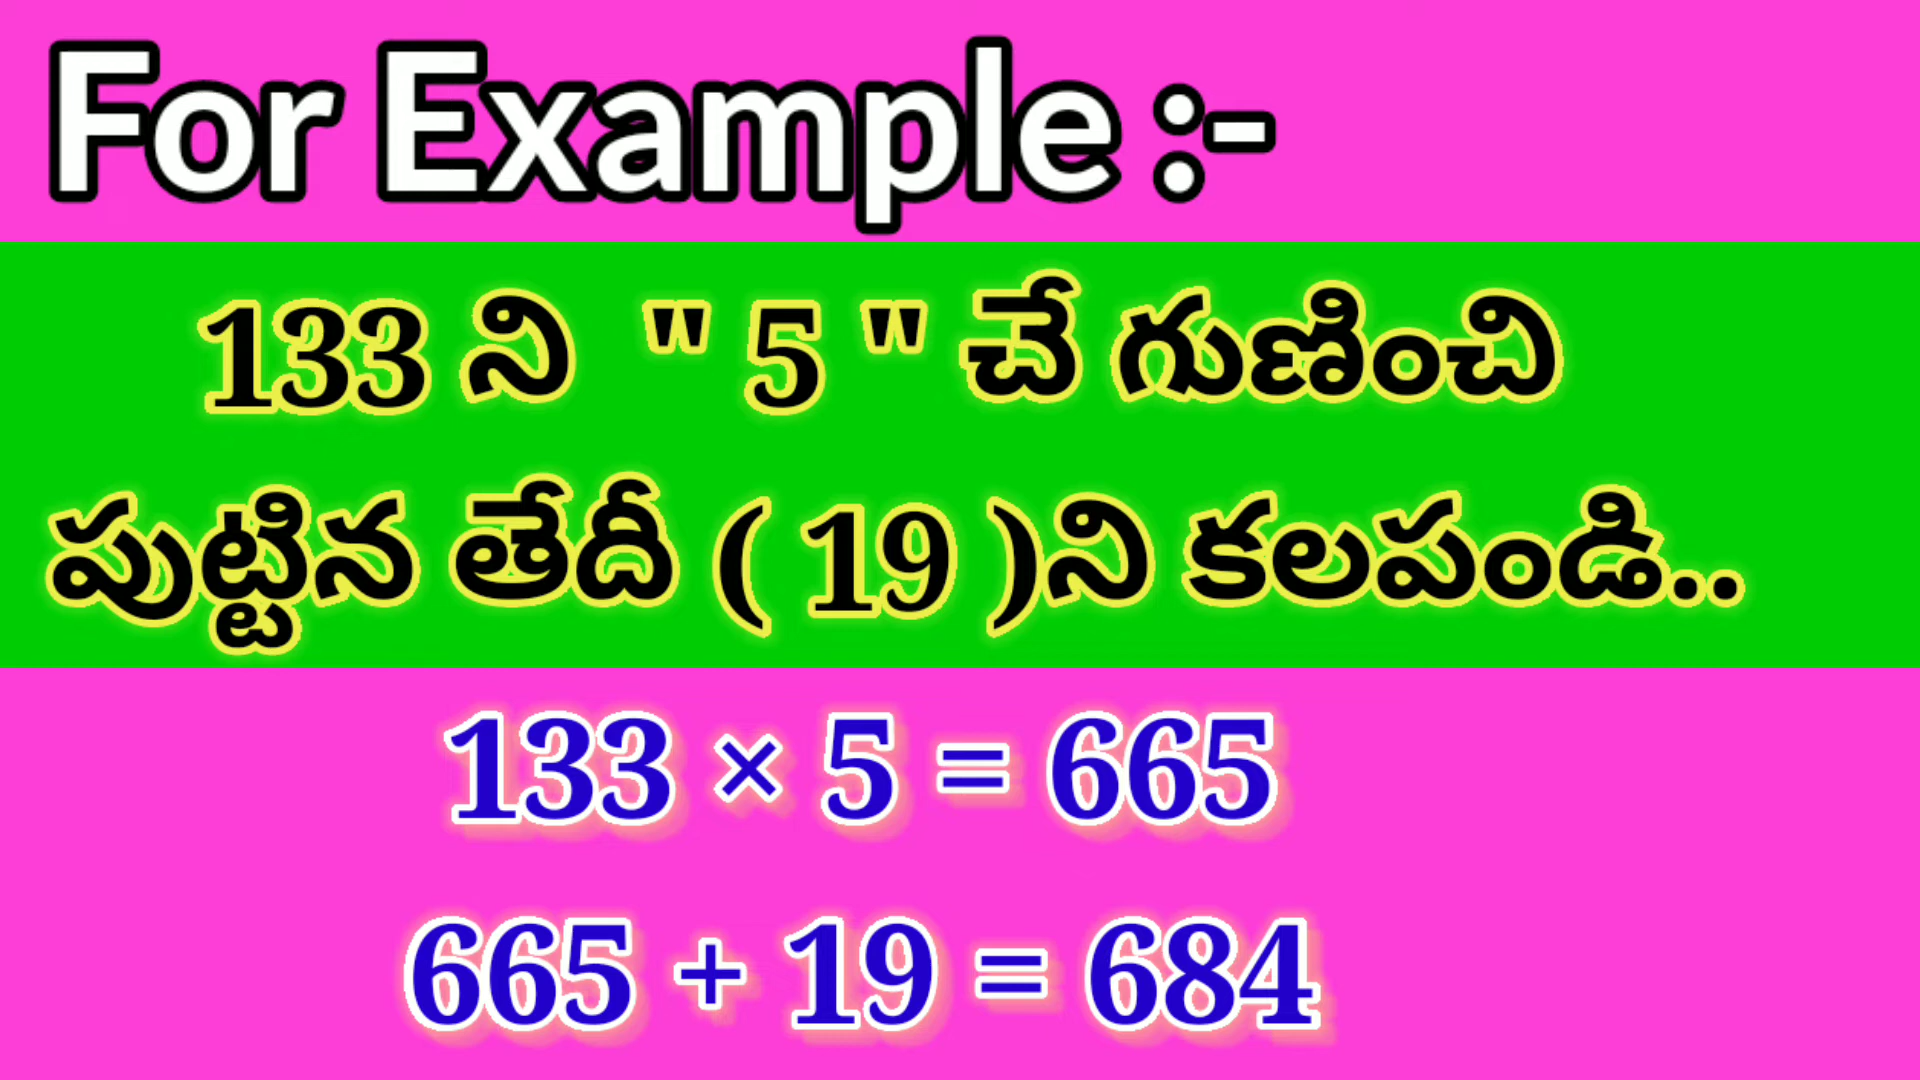 For Example :-
133 ని " 5 " చే గుణించి
పుట్టిన తేదీ ( 19 )ని కలపండి..
133 × 5 = 665
665 + 19 = 684